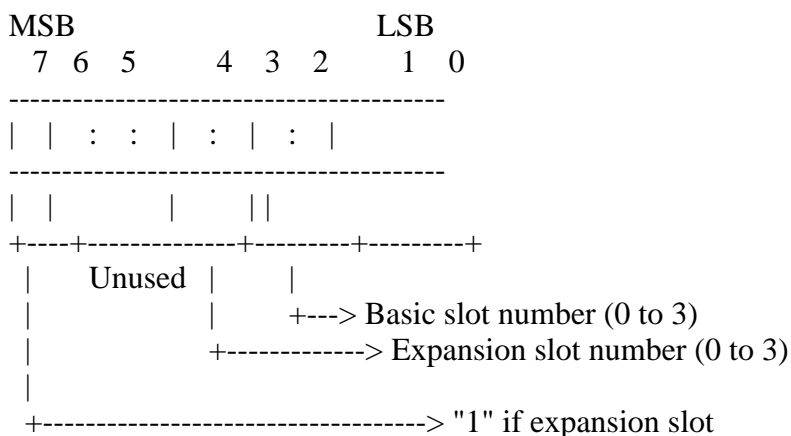 MSB LSB
7 6 5 4 3 2 1 0
-----------------------------------------
| | : : | : | : |
-----------------------------------------
| | | | |
+----+--------------+----------+---------+
| Unused | |
| | +---> Basic slot number (0 to 3)
| +-------------> Expansion slot number (0 to 3)
|
+------------------------------------> "1" if expansion slot